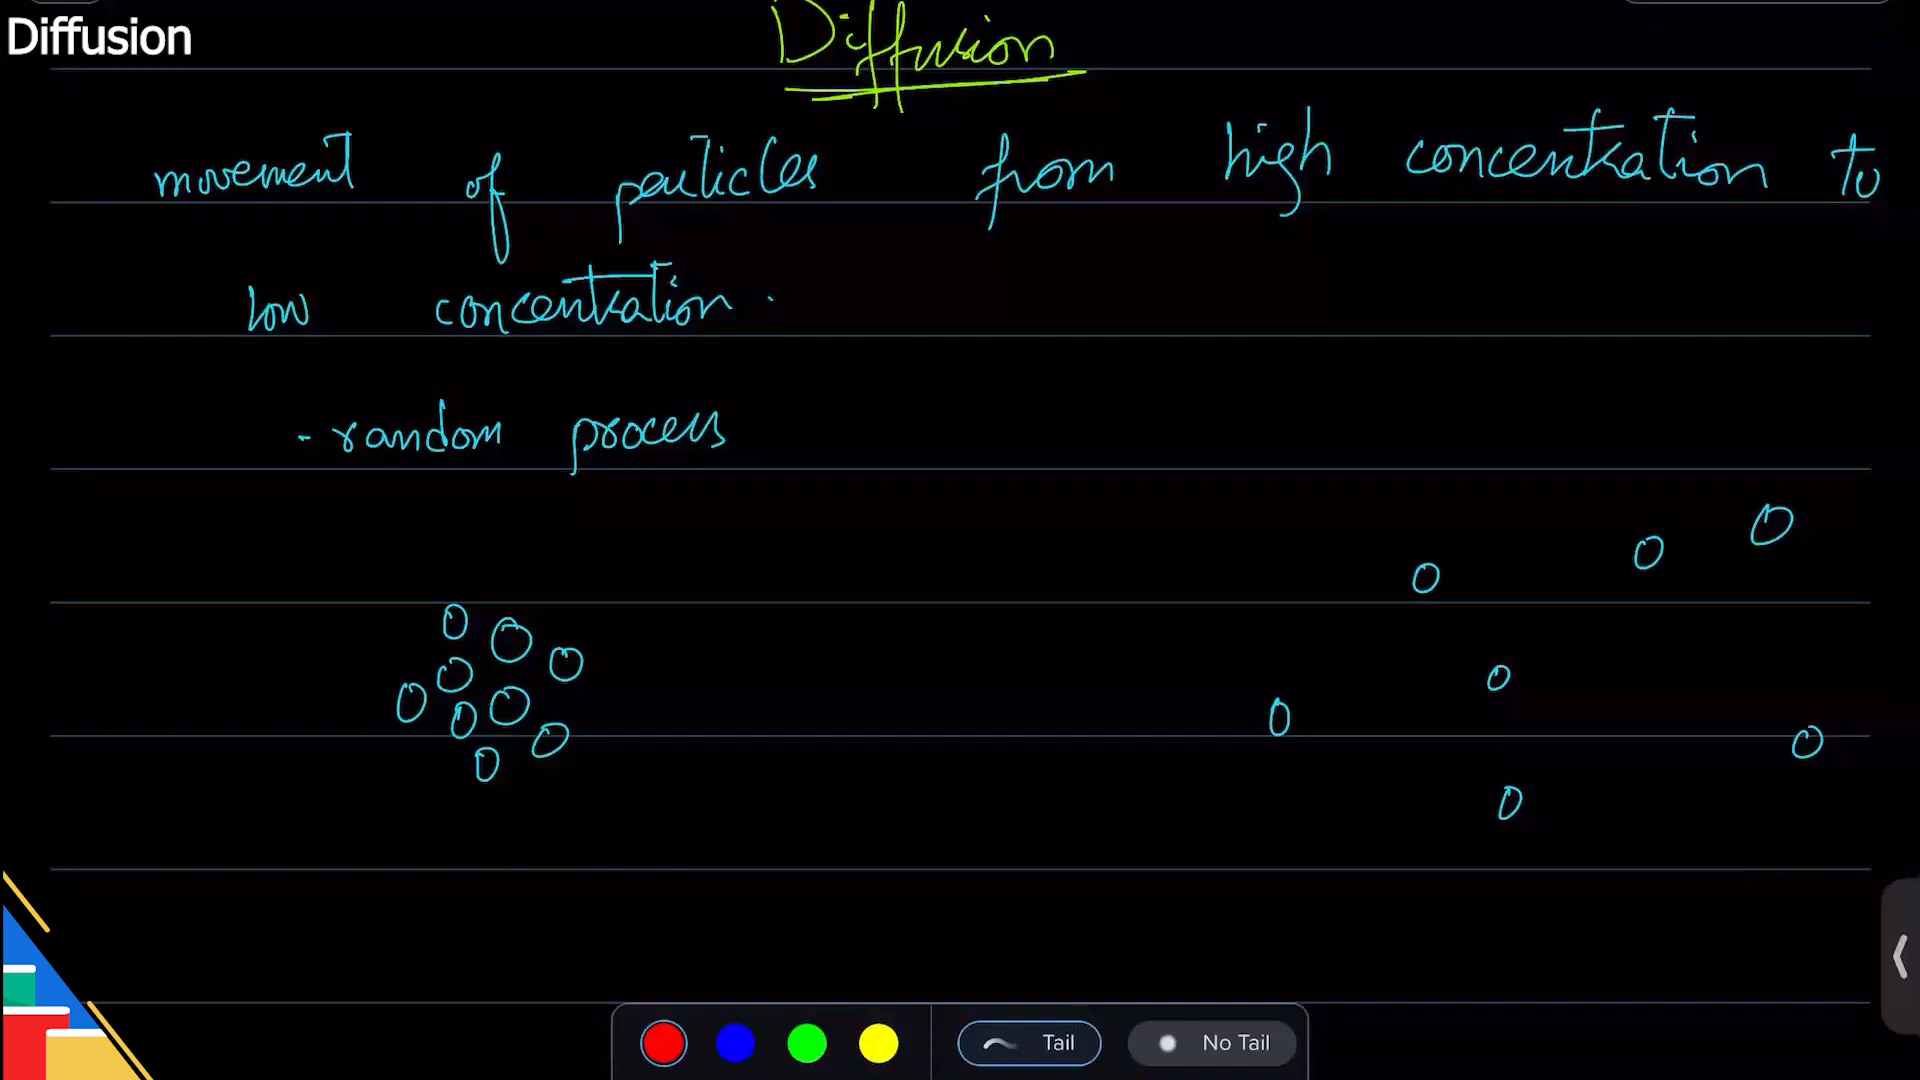 Diffusion
Diffusion
movement of particles from high concentration to
low concentration.
- random process
Tail
No Tail